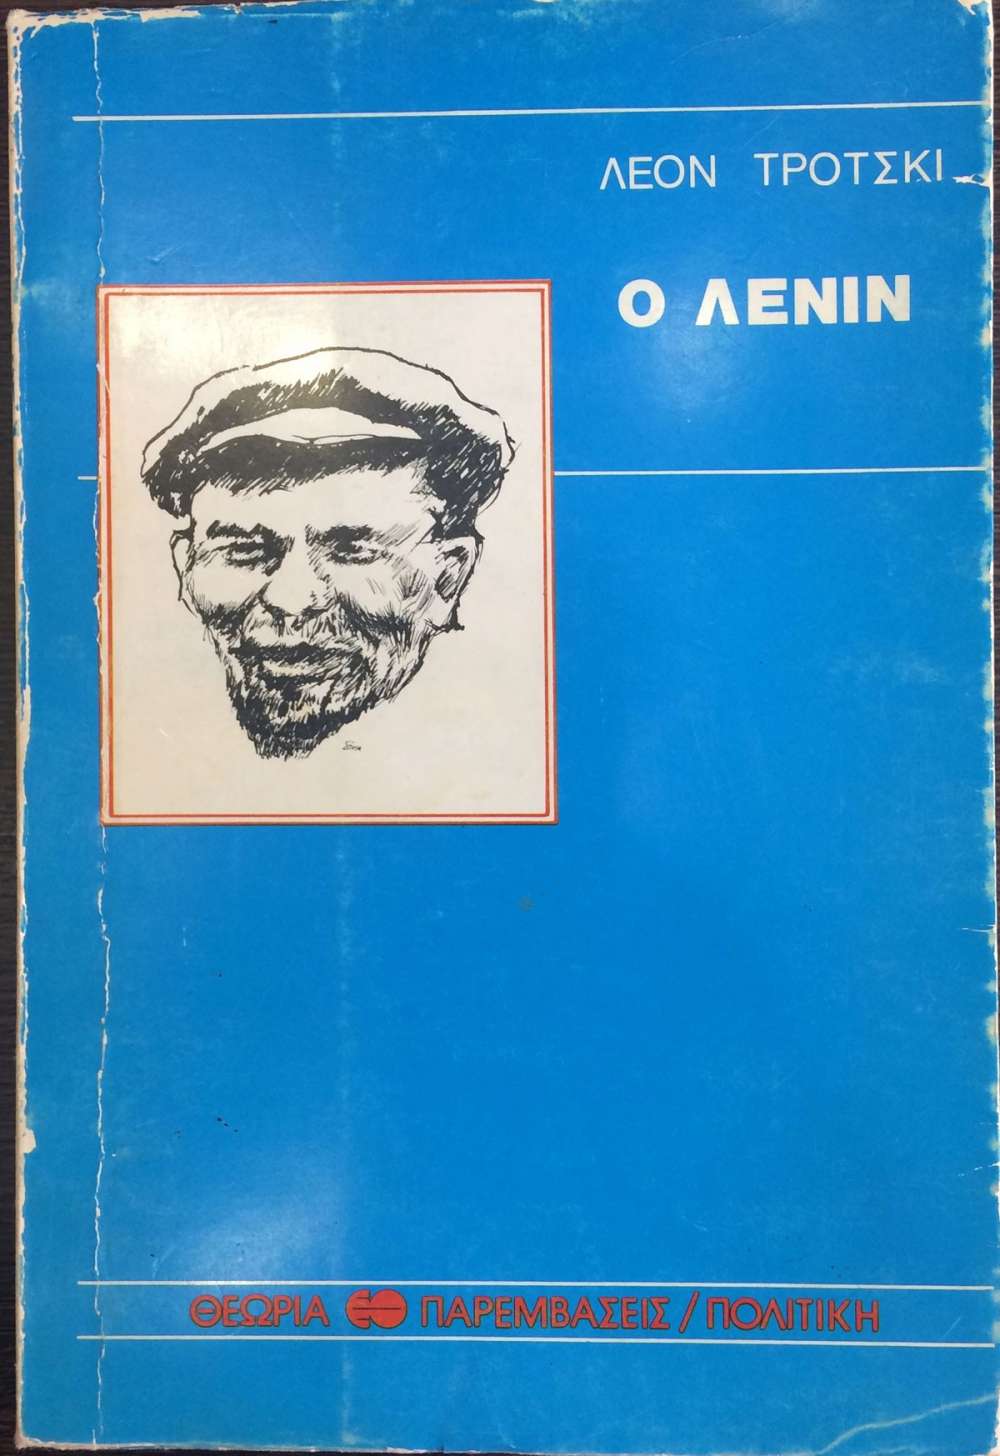 ΛΕΟΝ ΤΡΟΤΣΚΙ
Ο ΛΕΝΙΝ
ΘΕΩΡΙΑ ΠΑΡΕΜΒΑΣΕΙΣ / ΠΟΛΙΤΙΚΗ